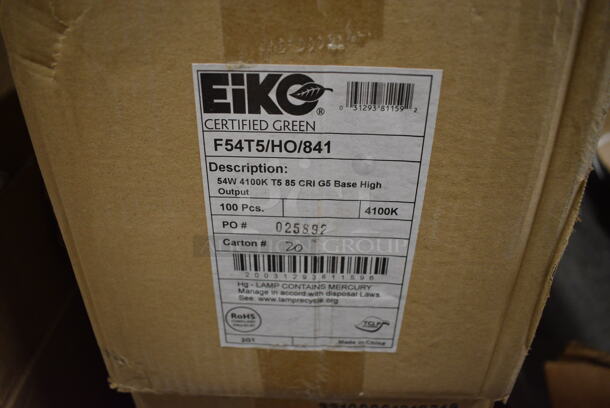 EiKO®
0 31293 81159 2
CERTIFIED GREEN
F54T5/HO/841
Description:
54W 4100K T5 85 CRI G5 Base High
Output
100 Pcs. 4100K
PO # 025892
Carton # 20
20031293811596
Hg - LAMP CONTAINS MERCURY
Manage in accord with disposal Laws.
See: www.lamprecycle.org
RoHS
TCLP
201 Made in China